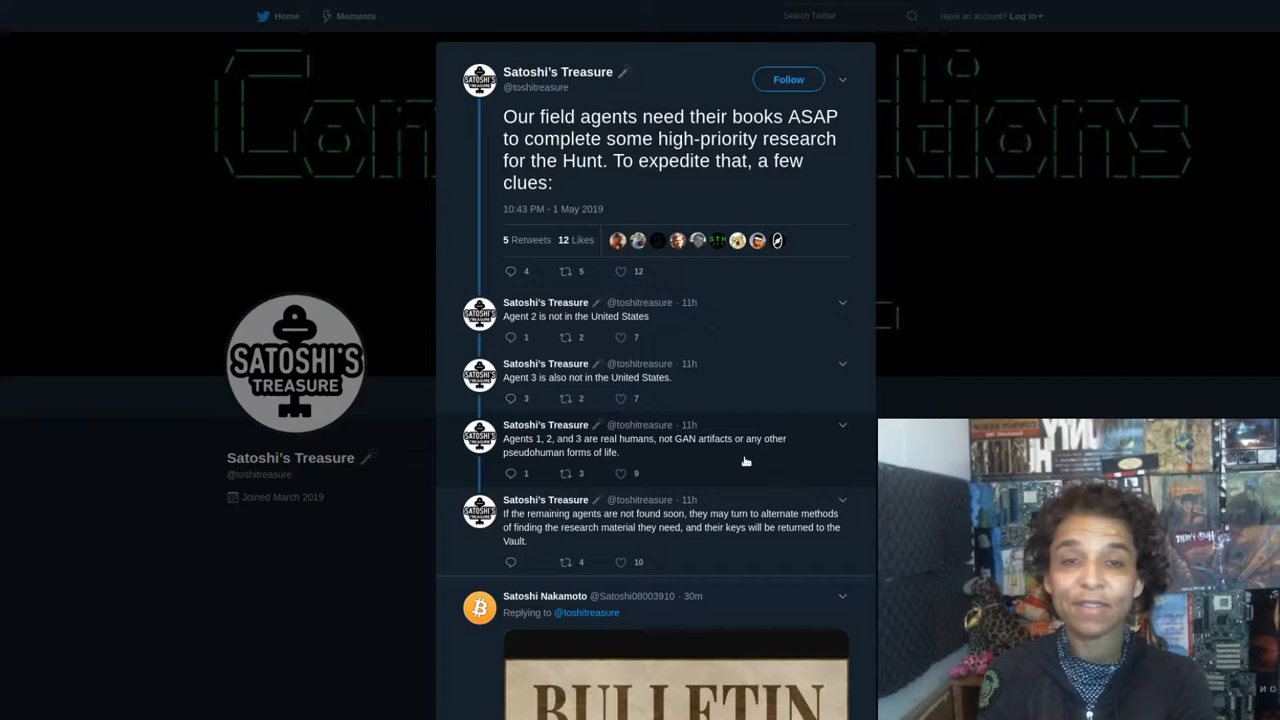 Home
Moments
Search Twitter
Have an account? Log in
SATOSHI'S
TREASURE
Satoshi's Treasure
@toshitreasure
Joined March 2019
Satoshi's Treasure
@toshitreasure
Follow
Our field agents need their books ASAP
to complete some high-priority research
for the Hunt. To expedite that, a few
clues:
10:43 PM - 1 May 2019
5 Retweets 12 Likes
4 5 12
Satoshi's Treasure @toshitreasure · 11h
Agent 2 is not in the United States
1 2 7
Satoshi's Treasure @toshitreasure · 11h
Agent 3 is also not in the United States.
3 2 7
Satoshi's Treasure @toshitreasure · 11h
Agents 1, 2, and 3 are real humans, not GAN artifacts or any other
pseudohuman forms of life.
1 3 9
Satoshi's Treasure @toshitreasure · 11h
If the remaining agents are not found soon, they may turn to alternate methods
of finding the research material they need, and their keys will be returned to the
Vault.
4 10
Satoshi Nakamoto @Satoshi08003910 · 30m
Replying to @toshitreasure
BULLETIN